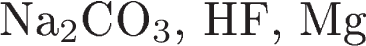 Na₂CO₃, HF, Mg